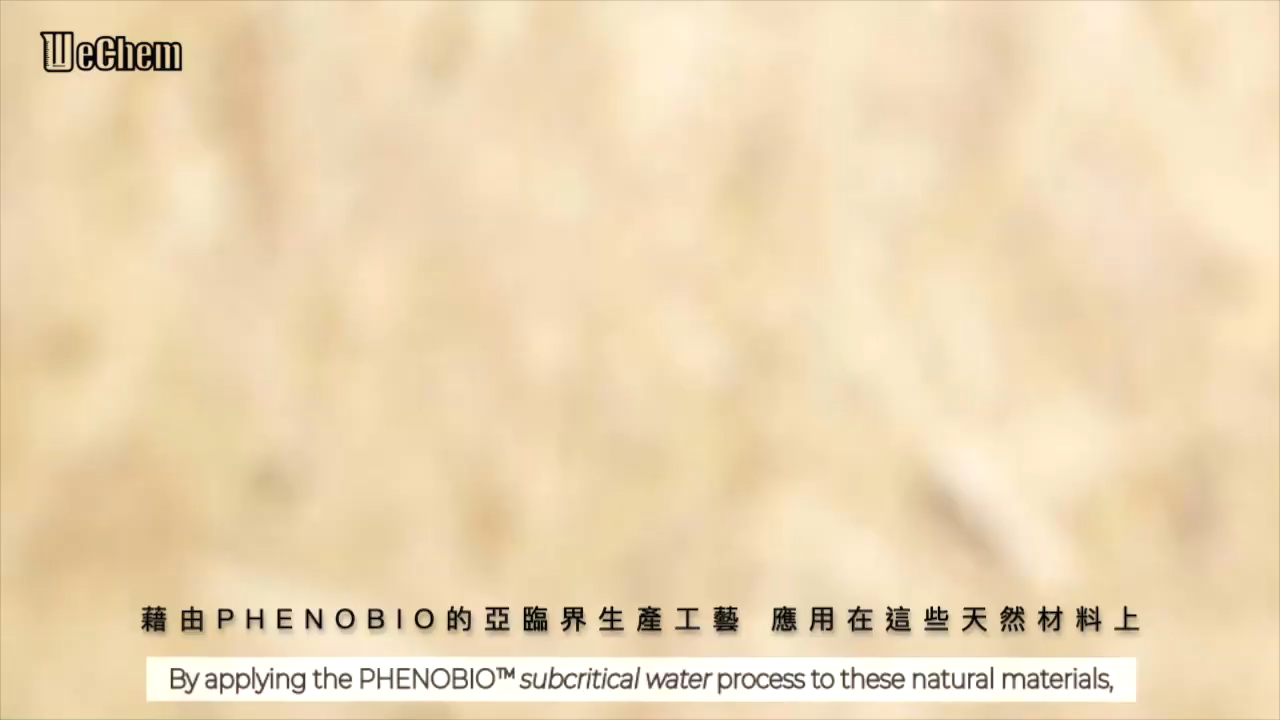 WeChem
藉由PHENOBIO的亞臨界生產工藝 應用在這些天然材料上
By applying the PHENOBIO™ subcritical water process to these natural materials,